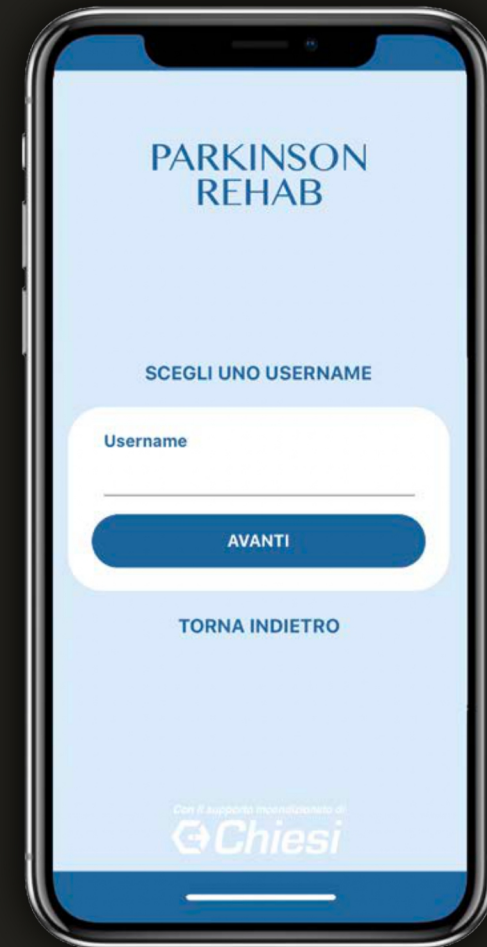 PARKINSON
REHAB
SCEGLI UNO USERNAME
Username
AVANTI
TORNA INDIETRO
Con il supporto incondizionato di
Chiesi